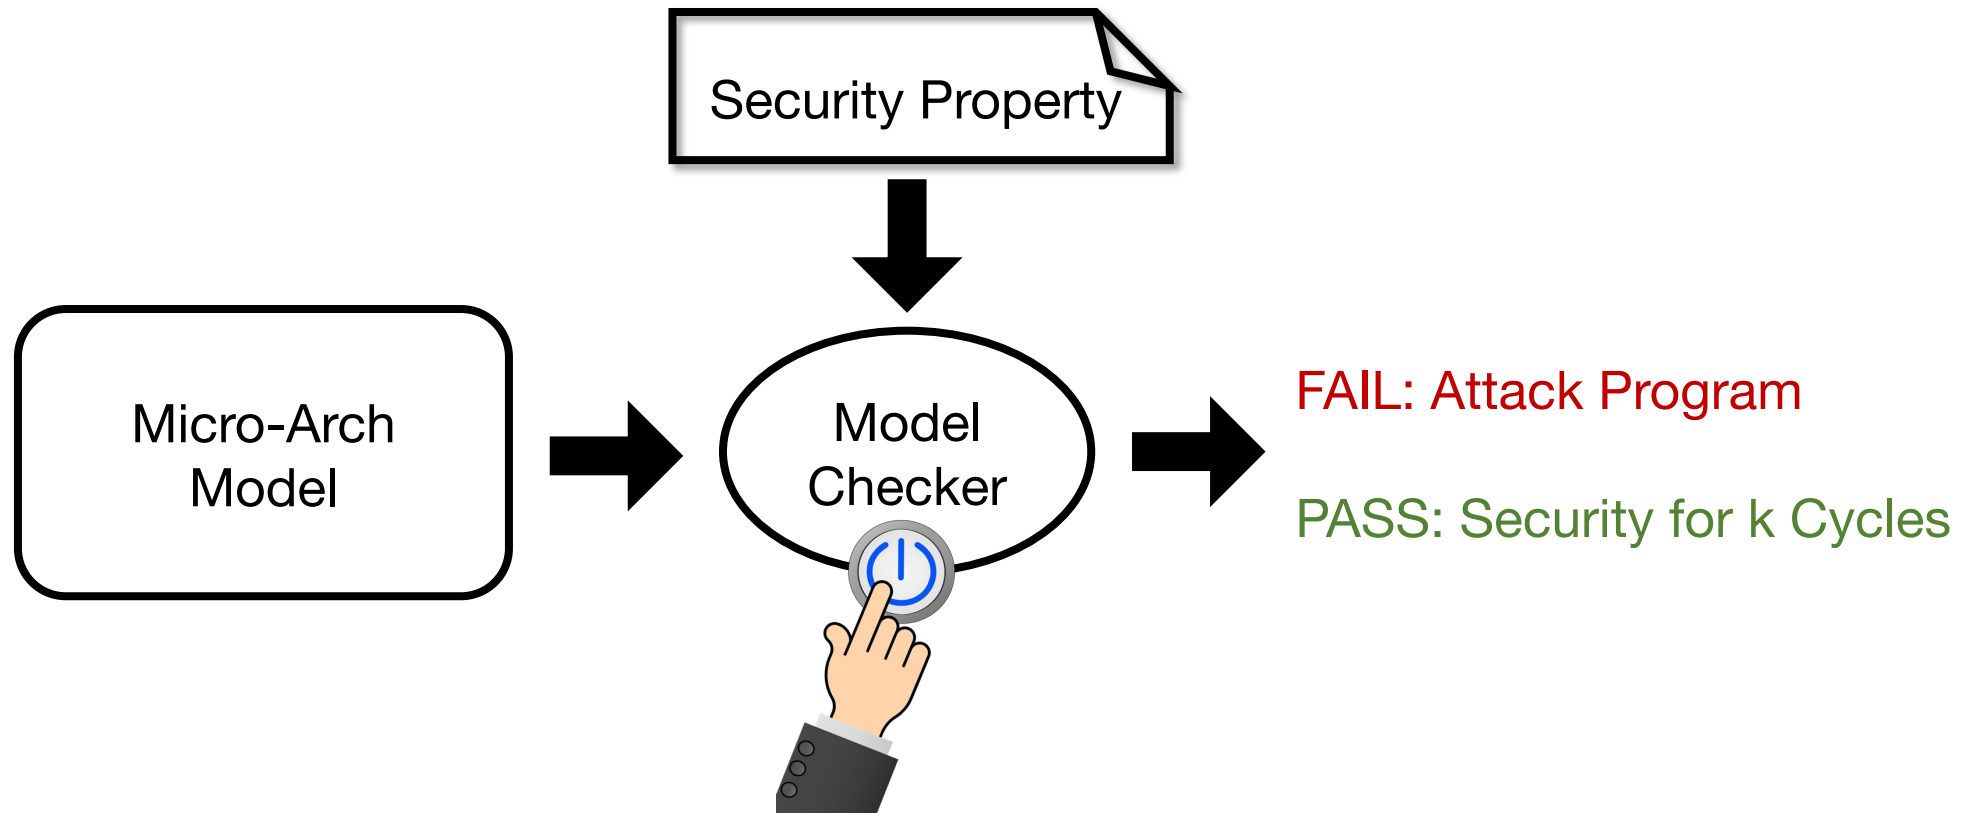 Security Property
Micro-Arch
Model
Model
Checker
FAIL: Attack Program
PASS: Security for k Cycles